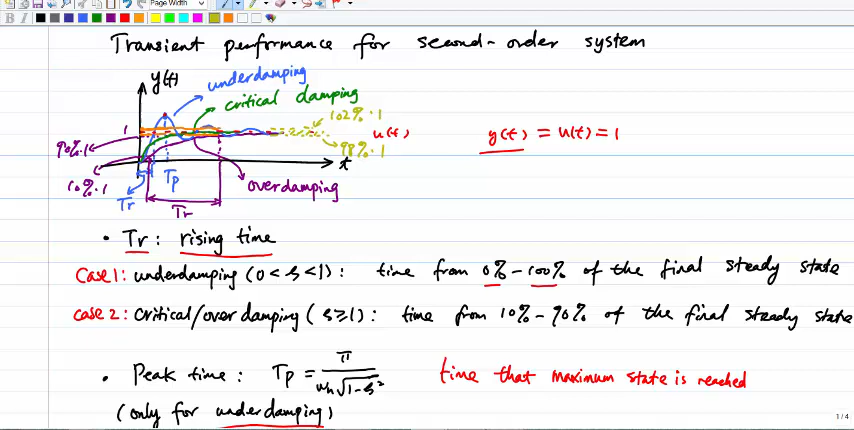 Page Width
B I
Transient performance for second-order system
y(t)
underdamping
critical damping
102%·1
1
u(t)
y(t) = u(t) = 1
90%·1
98%·1
t
10%·1
Tp
overdamping
Tr
Tr
• Tr: rising time
Case 1: underdamping (0 < ς < 1): time from 0% - 100% of the final steady state
Case 2: critical/over damping (ς ≥ 1): time from 10% - 90% of the final steady state
• Peak time: Tp = π / ωn√1-ς² time that maximum state is reached
(only for underdamping)
1 / 4